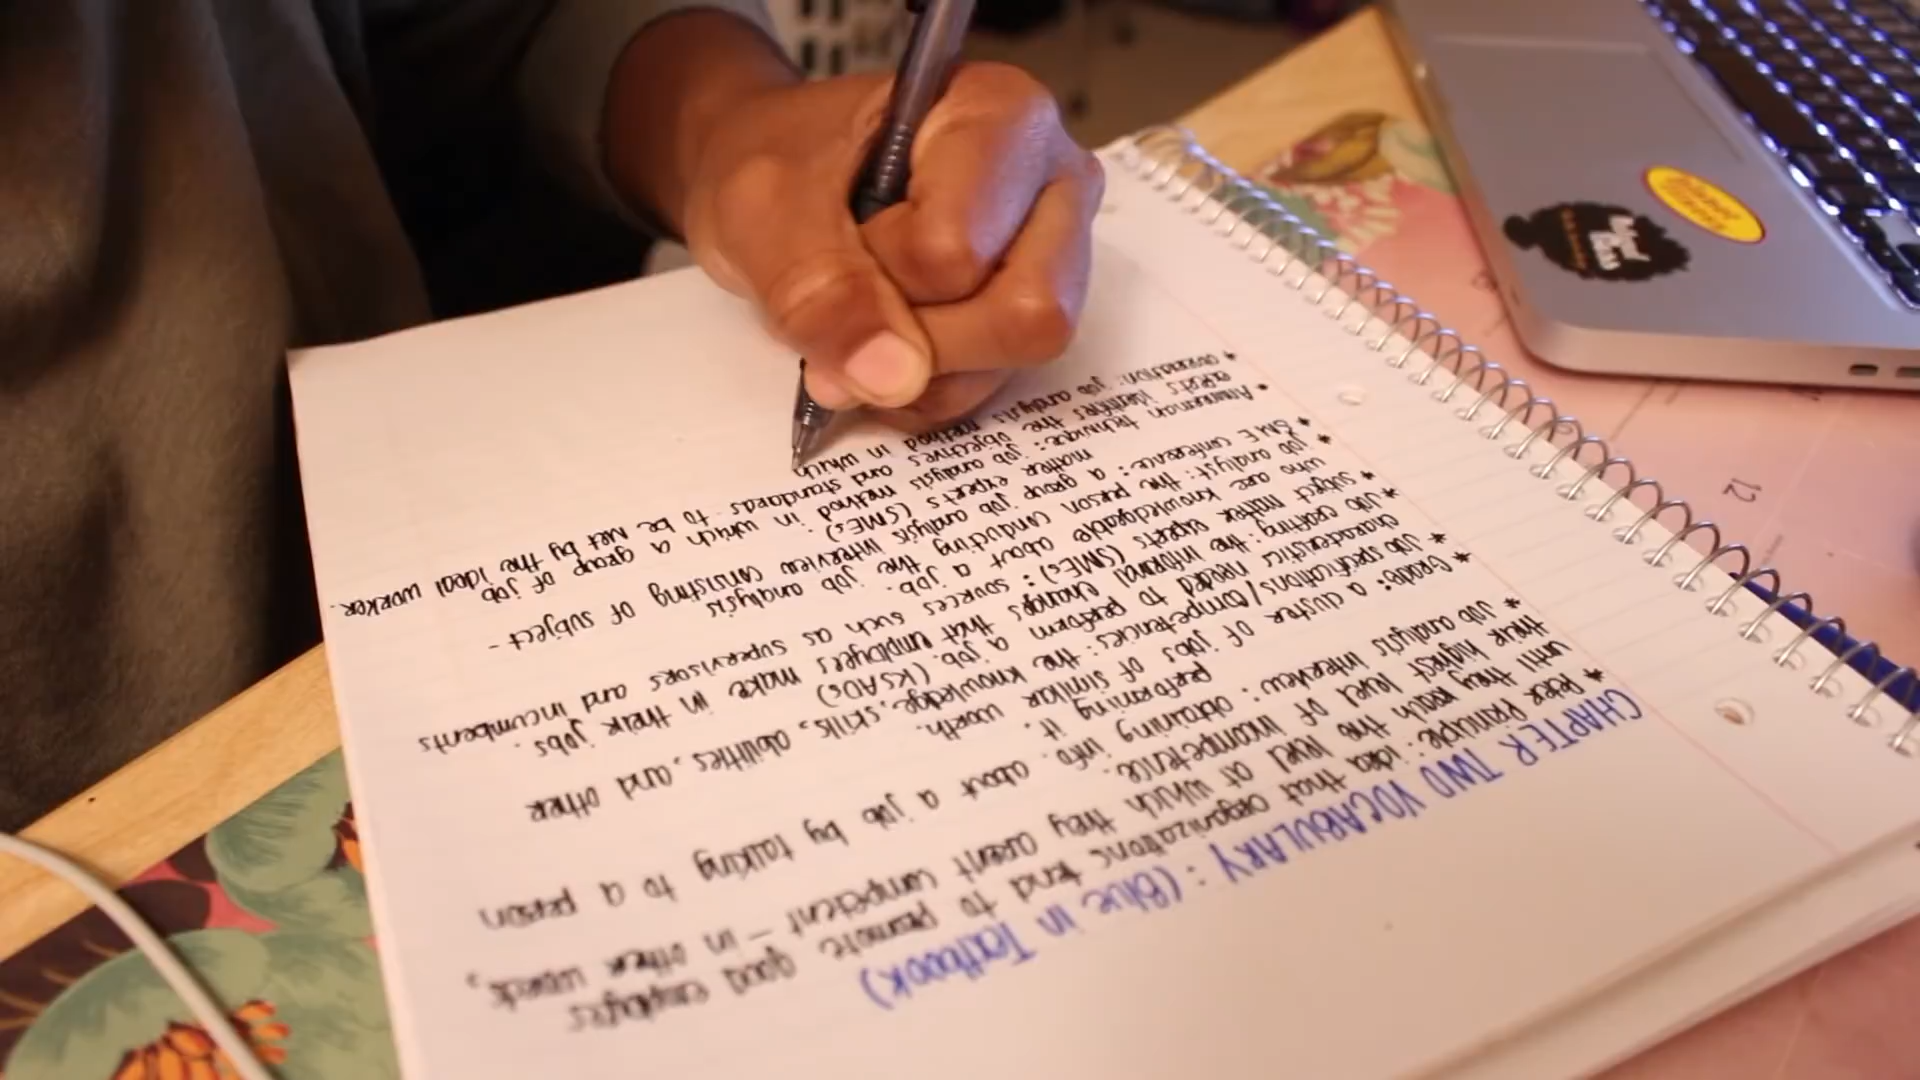 CHAPTER TWO VOCABULARY: (Blue in Textbook)
* Peter Principle: idea that organizations tend to promote good employees
until they reach the level at which they aren't competent - in other words,
their highest level of incompetence.
* Job analysis interview: obtaining info. about a job by talking to a person
performing it.
* Grade: a cluster of jobs of similar worth.
* Job specifications/competencies: the knowledge, skills, abilities, and other
characteristics needed to perform a job. (KSAOs)
* Job crafting: the informal changes that employees make in their jobs.
* Subject matter experts (SMEs): sources such as supervisors and incumbents
who are knowledgeable about a job.
* Job analyst: the person conducting the job analysis
* SME conference: a group job analysis interview consisting of subject-
matter experts (SMEs)
* Ammerman technique: job analysis method in which a group of job
experts identifies the objectives and standards to be met by the ideal worker.
* observation: job analysis method in which
12